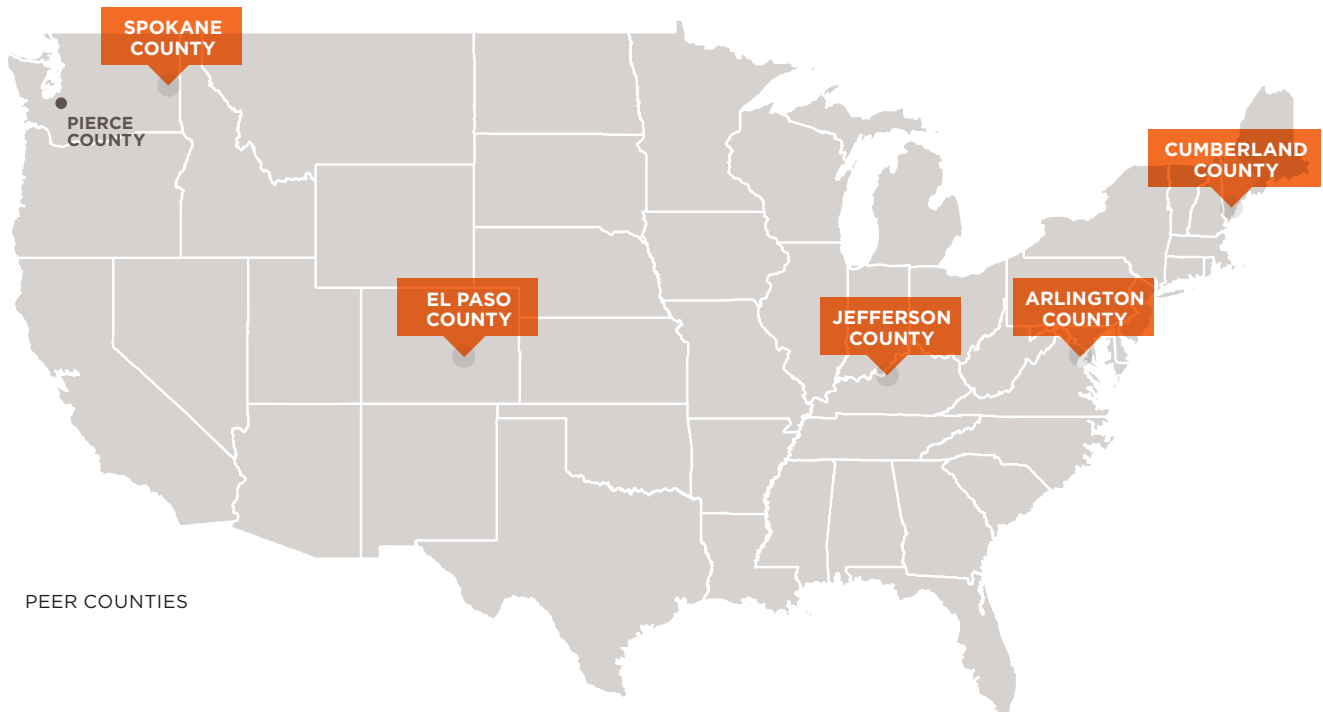 SPOKANE
COUNTY
PIERCE
COUNTY
CUMBERLAND
COUNTY
EL PASO
COUNTY
JEFFERSON
COUNTY
ARLINGTON
COUNTY
PEER COUNTIES